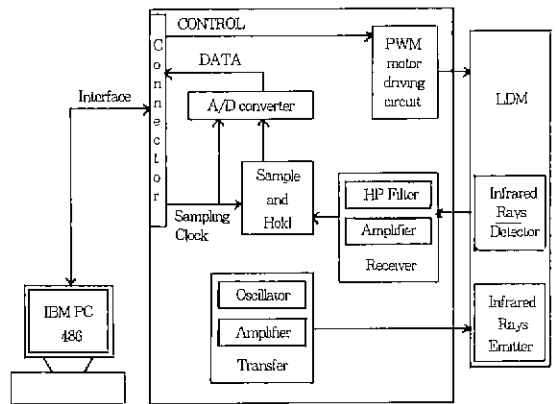 CONTROL
Connector
DATA
PWM
motor
driving
circuit
Interface
A/D converter
LDM
Sample
and
Hold
HP Filter
Amplifier
Receiver
Infrared
Rays
Detector
Sampling
Clock
Oscillator
Amplifier
Transfer
Infrared
Rays
Emitter
IBM PC
486